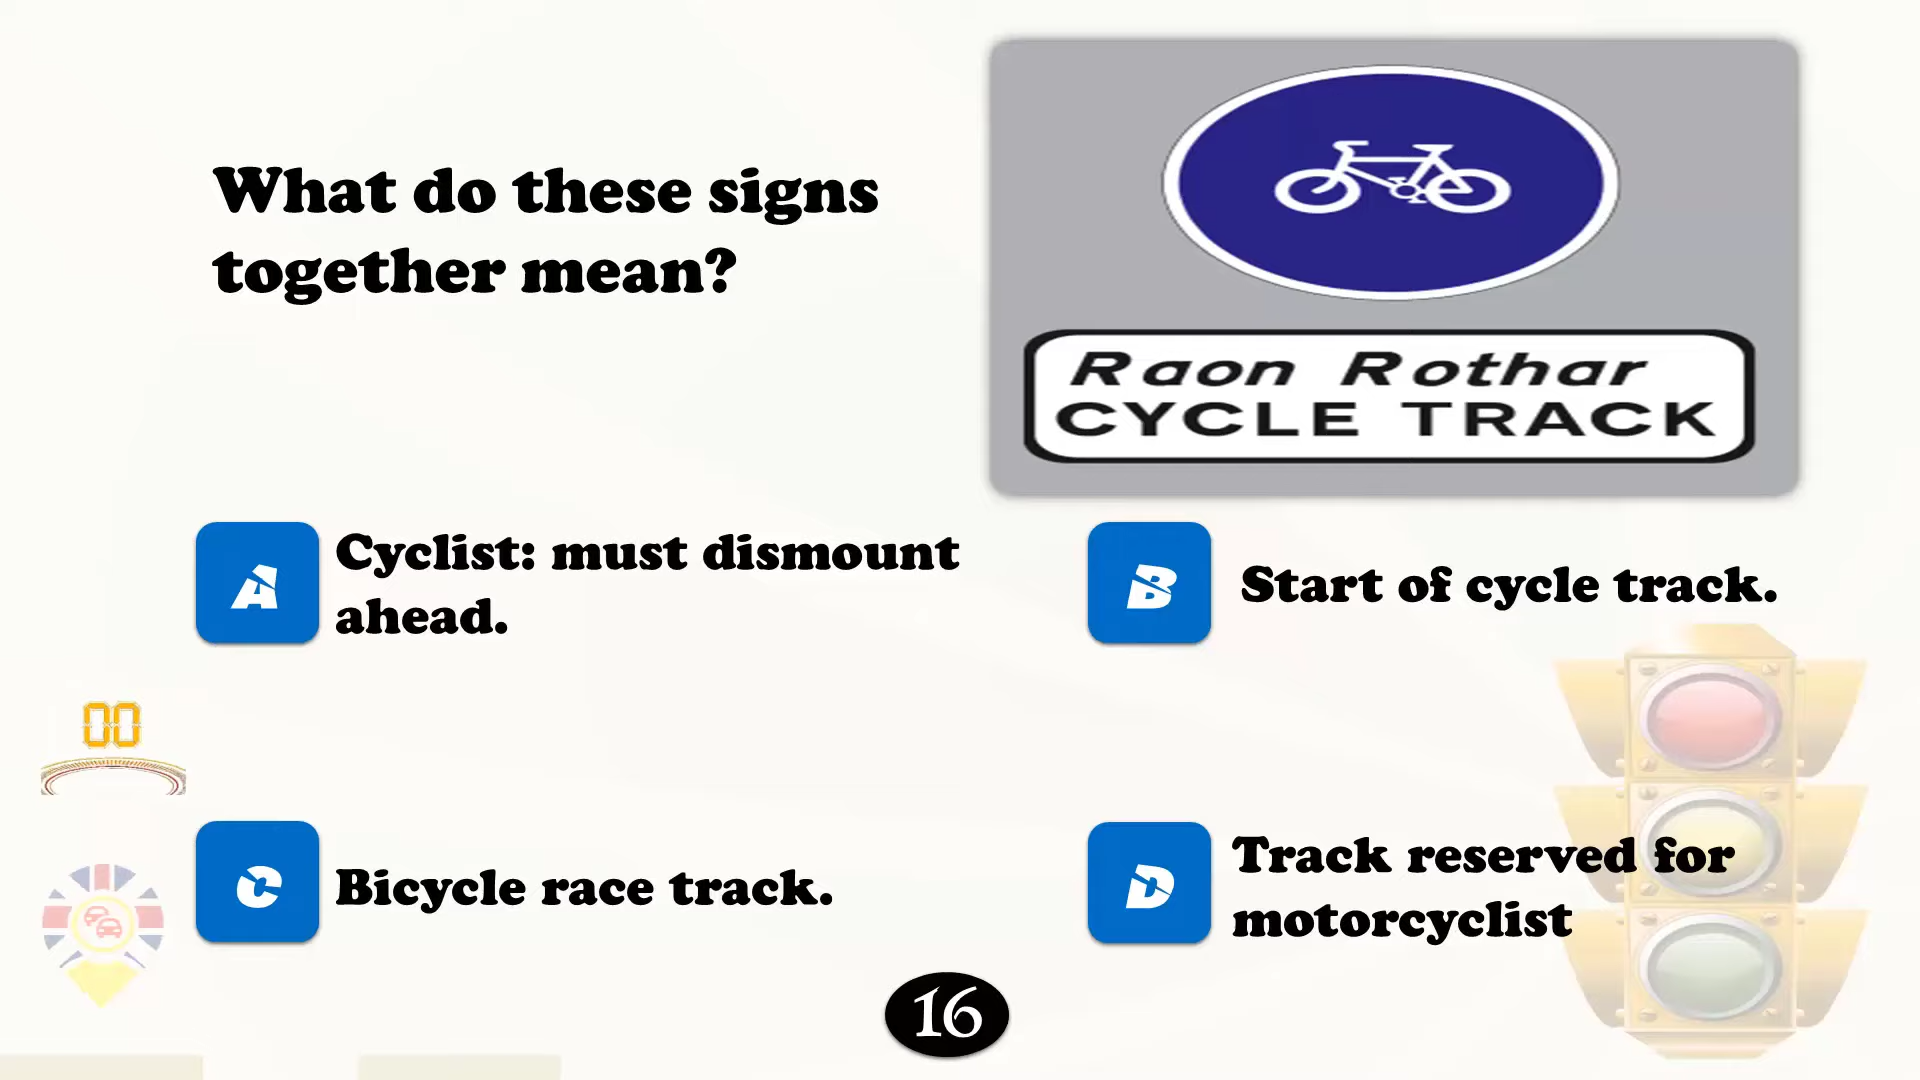 What do these signs
together mean?
Raon Rothar
CYCLE TRACK
A
Cyclist: must dismount
ahead.
B
Start of cycle track.
00
C
Bicycle race track.
D
Track reserved for
motorcyclist
16